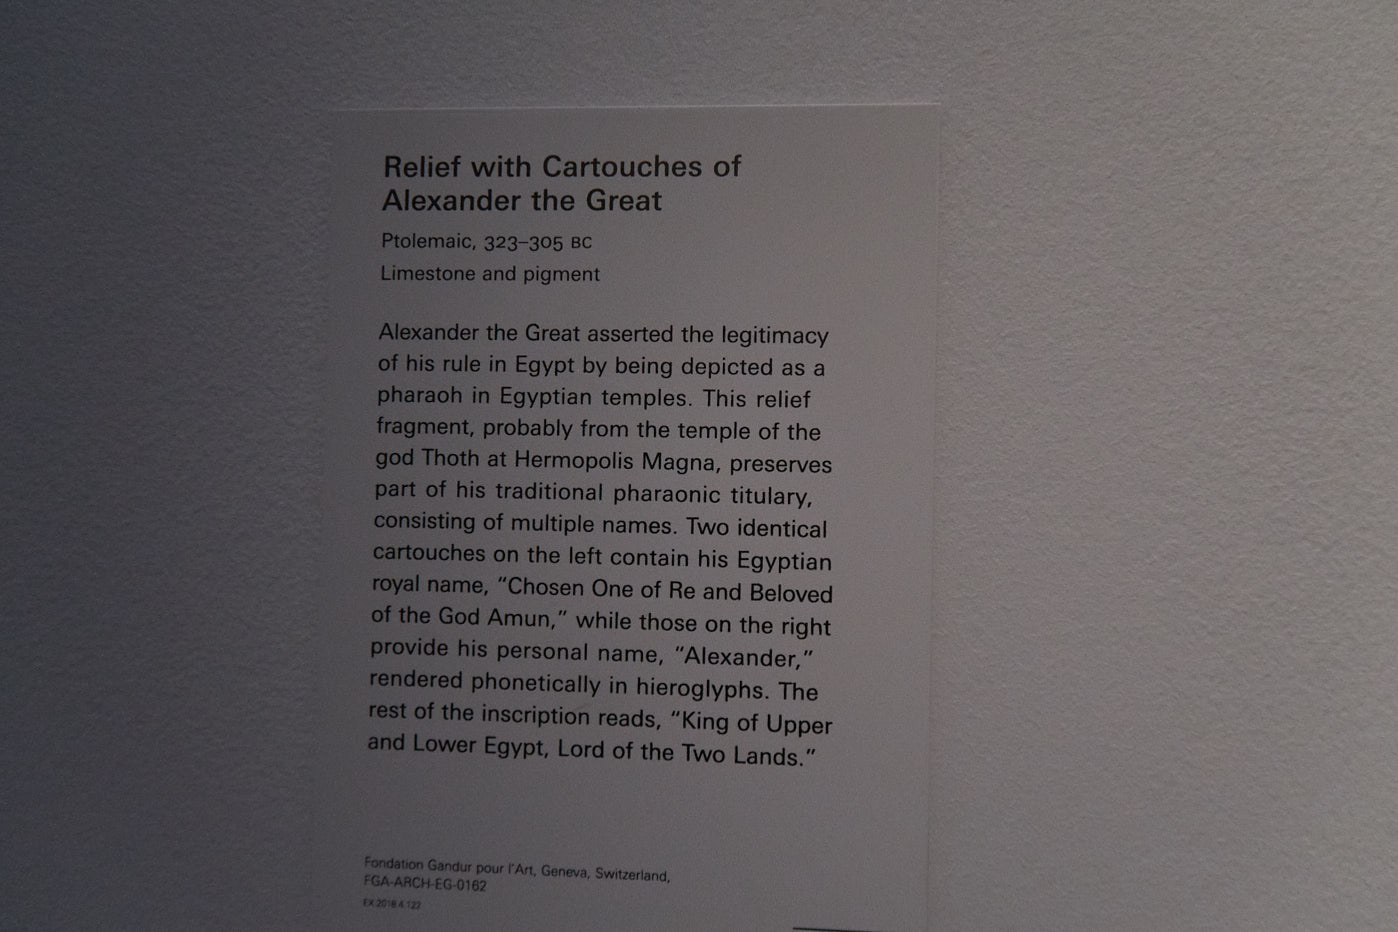 Relief with Cartouches of
Alexander the Great
Ptolemaic, 323–305 BC
Limestone and pigment
Alexander the Great asserted the legitimacy
of his rule in Egypt by being depicted as a
pharaoh in Egyptian temples. This relief
fragment, probably from the temple of the
god Thoth at Hermopolis Magna, preserves
part of his traditional pharaonic titulary,
consisting of multiple names. Two identical
cartouches on the left contain his Egyptian
royal name, “Chosen One of Re and Beloved
of the God Amun,” while those on the right
provide his personal name, “Alexander,”
rendered phonetically in hieroglyphs. The
rest of the inscription reads, “King of Upper
and Lower Egypt, Lord of the Two Lands.”
Fondation Gandur pour l’Art, Geneva, Switzerland,
FGA-ARCH-EG-0162
EX.2018.4.122